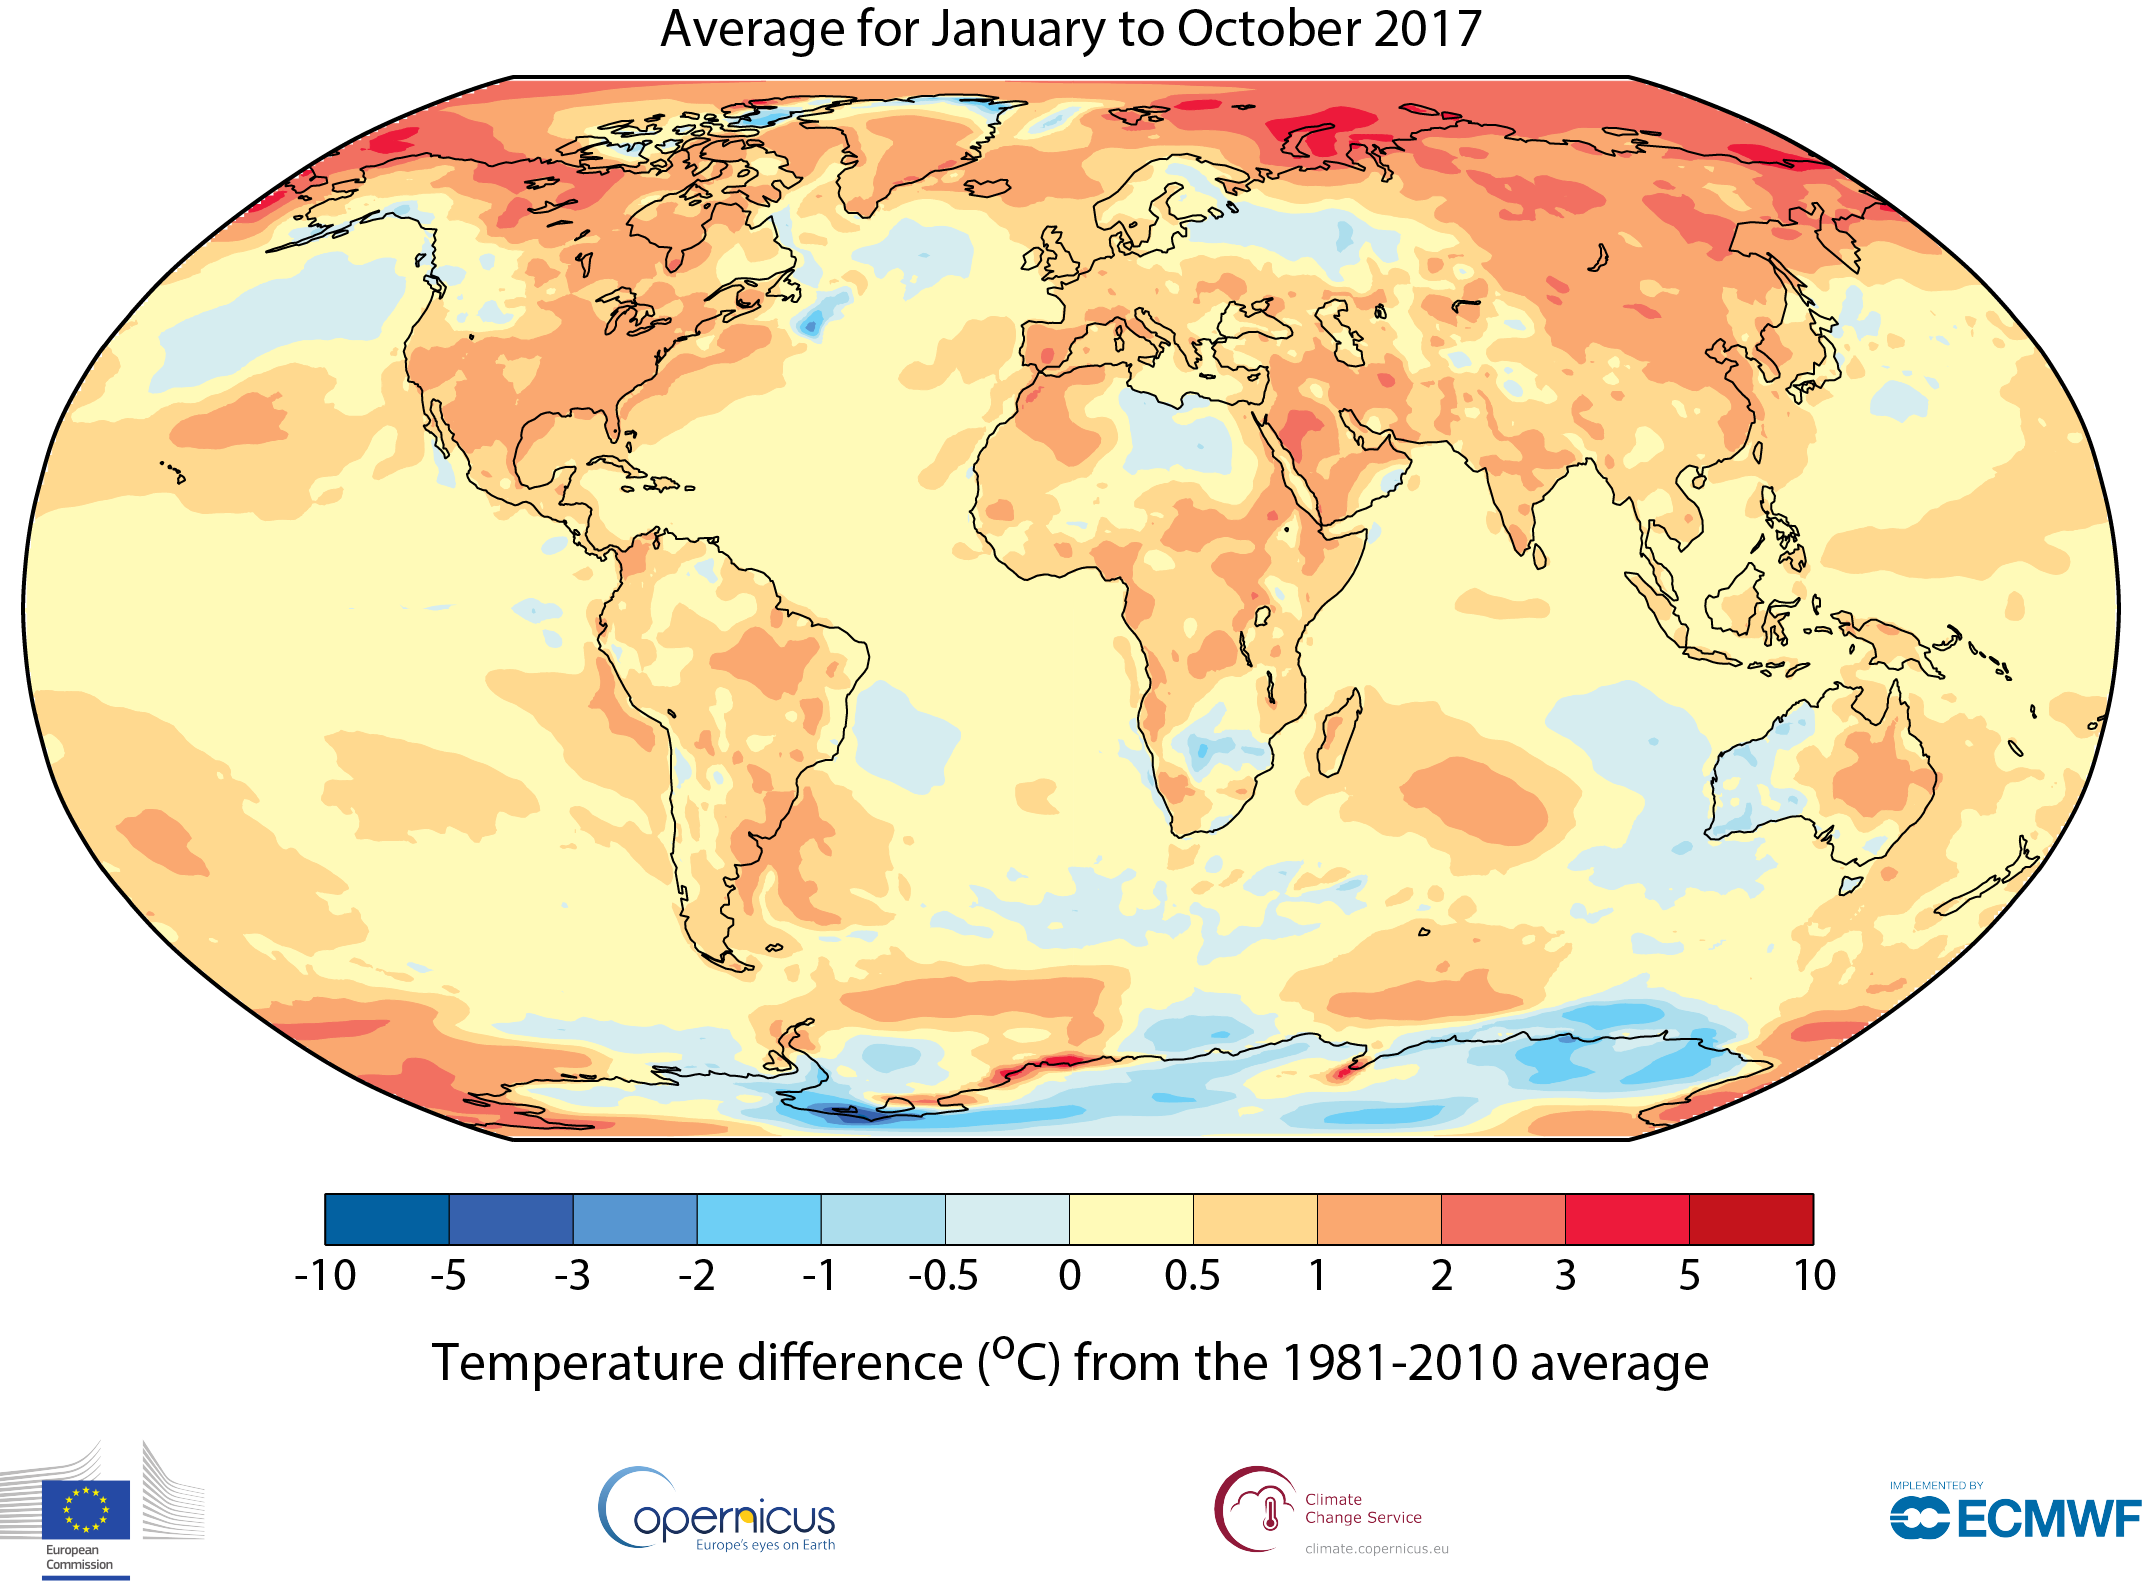 Average for January to October 2017
-10 -5 -3 -2 -1 -0.5 0 0.5 1 2 3 5 10
Temperature difference (ºC) from the 1981-2010 average
European
Commission
opernicus
Europe's eyes on Earth
Climate
Change Service
climate.copernicus.eu
IMPLEMENTED BY
ECMWF